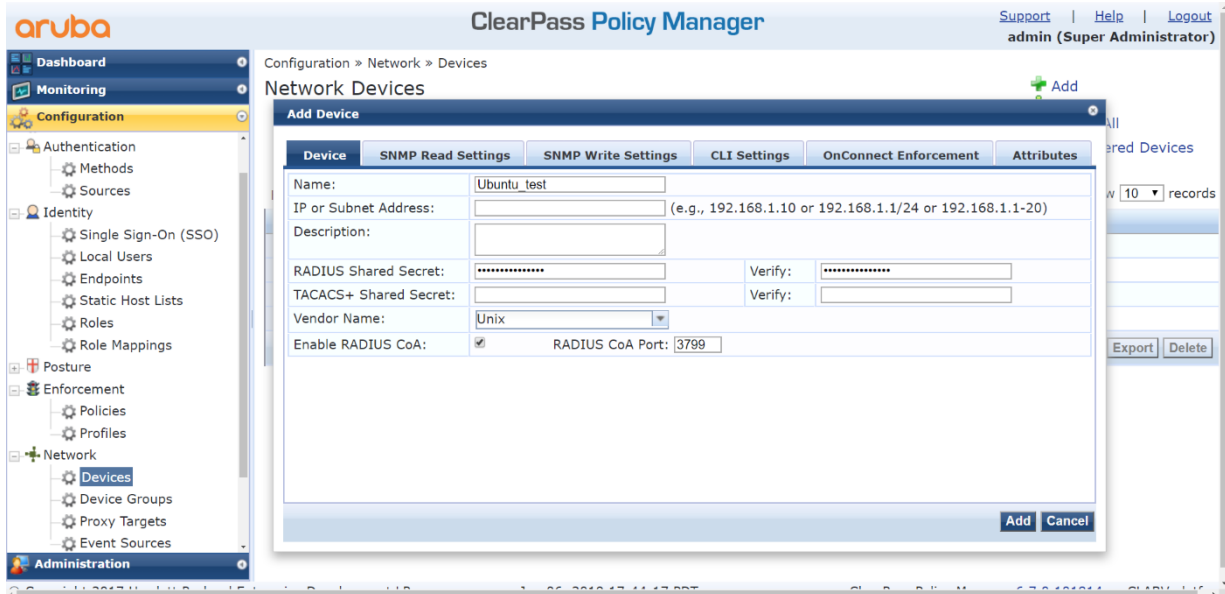 aruba
ClearPass Policy Manager
Support | Help | Logout
admin (Super Administrator)
Dashboard
Monitoring
Configuration
Authentication
Methods
Sources
Identity
Single Sign-On (SSO)
Local Users
Endpoints
Static Host Lists
Roles
Role Mappings
Posture
Enforcement
Policies
Profiles
Network
Devices
Device Groups
Proxy Targets
Event Sources
Administration
Configuration » Network » Devices
Network Devices
Add
All
ered Devices
10 records
Export Delete
Add Device
Device SNMP Read Settings SNMP Write Settings CLI Settings OnConnect Enforcement Attributes
Name: Ubuntu_test
IP or Subnet Address: (e.g., 192.168.1.10 or 192.168.1.1/24 or 192.168.1.1-20)
Description:
RADIUS Shared Secret: ••••••••••••••• Verify: •••••••••••••••
TACACS+ Shared Secret: Verify:
Vendor Name: Unix
Enable RADIUS CoA: RADIUS CoA Port: 3799
Add Cancel